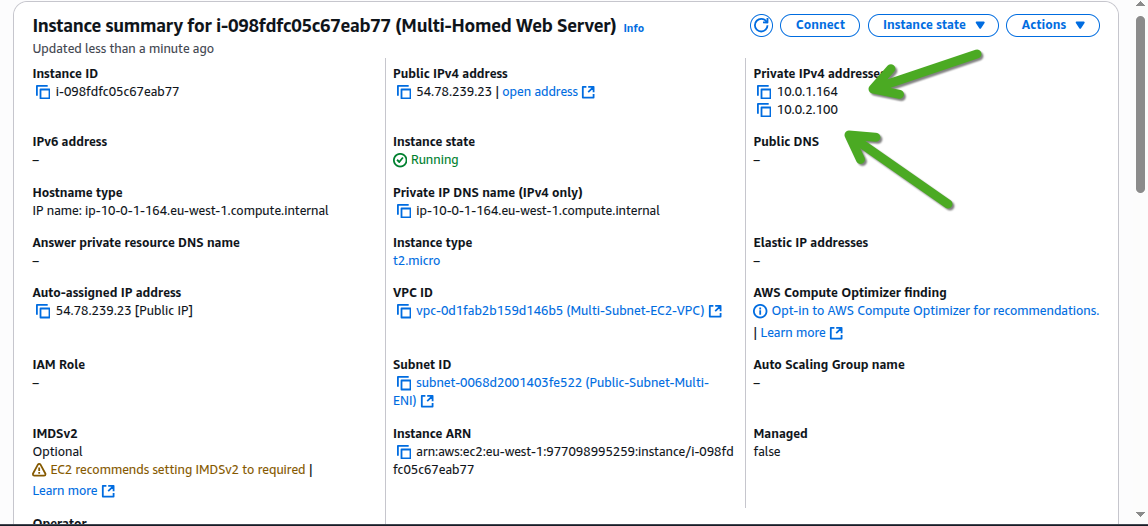 Instance summary for i-098fdfc05c67eab77 (Multi-Homed Web Server) Info
Connect
Instance state
Actions
Updated less than a minute ago
Instance ID
i-098fdfc05c67eab77
Public IPv4 address
54.78.239.23 | open address
Private IPv4 addresses
10.0.1.164
10.0.2.100
IPv6 address
–
Instance state
Running
Public DNS
–
Hostname type
IP name: ip-10-0-1-164.eu-west-1.compute.internal
Private IP DNS name (IPv4 only)
ip-10-0-1-164.eu-west-1.compute.internal
Answer private resource DNS name
–
Instance type
t2.micro
Elastic IP addresses
–
Auto-assigned IP address
54.78.239.23 [Public IP]
VPC ID
vpc-0d1fab2b159d146b5 (Multi-Subnet-EC2-VPC)
AWS Compute Optimizer finding
Opt-in to AWS Compute Optimizer for recommendations.
| Learn more
IAM Role
–
Subnet ID
subnet-0068d2001403fe522 (Public-Subnet-Multi-
ENI)
Auto Scaling Group name
–
IMDSv2
Optional
EC2 recommends setting IMDSv2 to required |
Learn more
Instance ARN
arn:aws:ec2:eu-west-1:977098995259:instance/i-098fd
fc05c67eab77
Managed
false
Operator